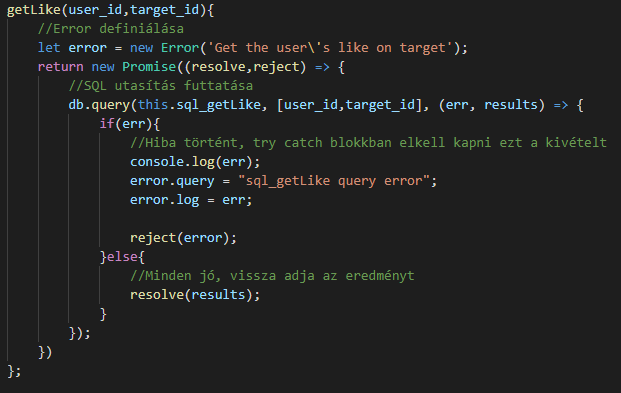 getLike(user_id,target_id){
//Error definiálása
let error = new Error('Get the user\'s like on target');
return new Promise((resolve,reject) => {
//SQL utasítás futtatása
db.query(this.sql_getLike, [user_id,target_id], (err, results) => {
if(err){
//Hiba történt, try catch blokkban elkell kapni ezt a kivételt
console.log(err);
error.query = "sql_getLike query error";
error.log = err;
reject(error);
}else{
//Minden jó, vissza adja az eredményt
resolve(results);
}
});
})
};